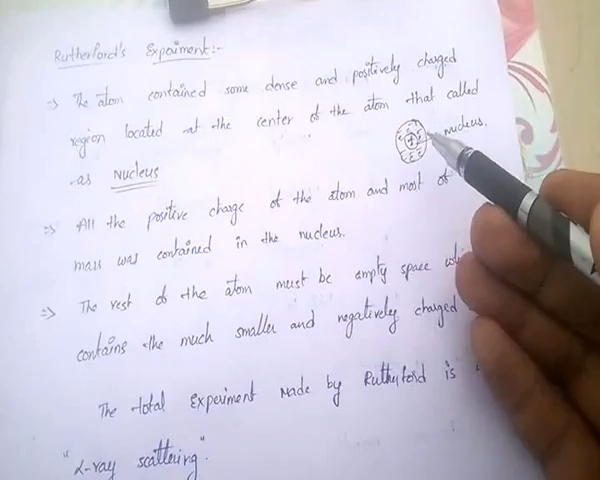 Rutherford's Expeiment:-
=> The atom contained some dense and positively charged
region located at the center of the atom that called
as Nucleus
nucleus.
=> All the positive charge of the atom and most of
mass was contained in the nucleus.
=> The rest of the atom must be empty space
contains the much smaller and negatively charged
The total Experiment made by Rutherford is
"α-ray scattering".